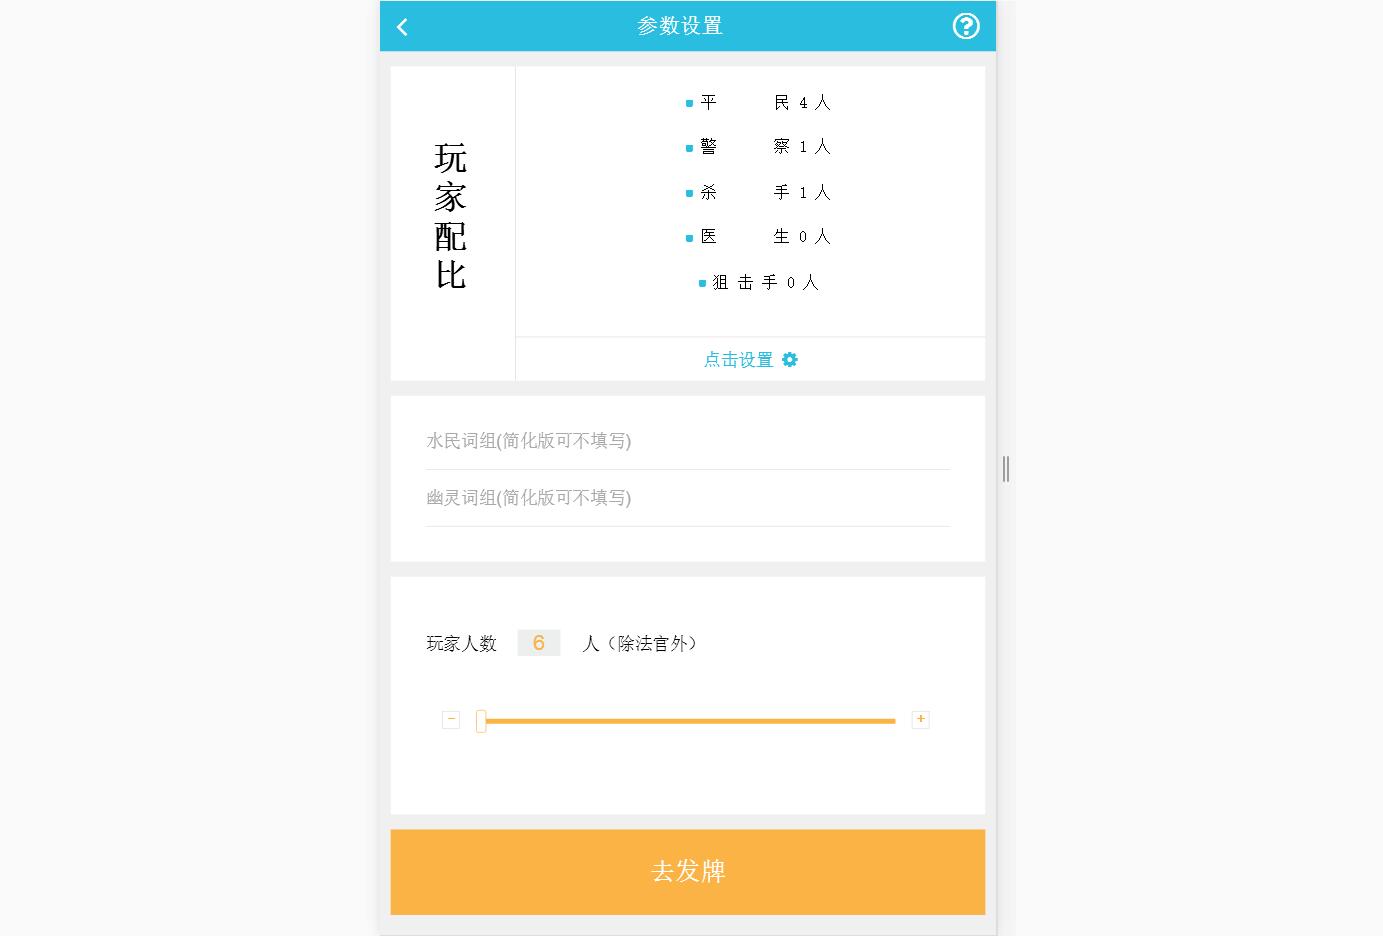 参数设置
玩家配比
平 民 4 人
警 察 1 人
杀 手 1 人
医 生 0 人
狙 击 手 0 人
点击设置
水民词组(简化版可不填写)
幽灵词组(简化版可不填写)
玩家人数 6 人（除法官外）
去发牌